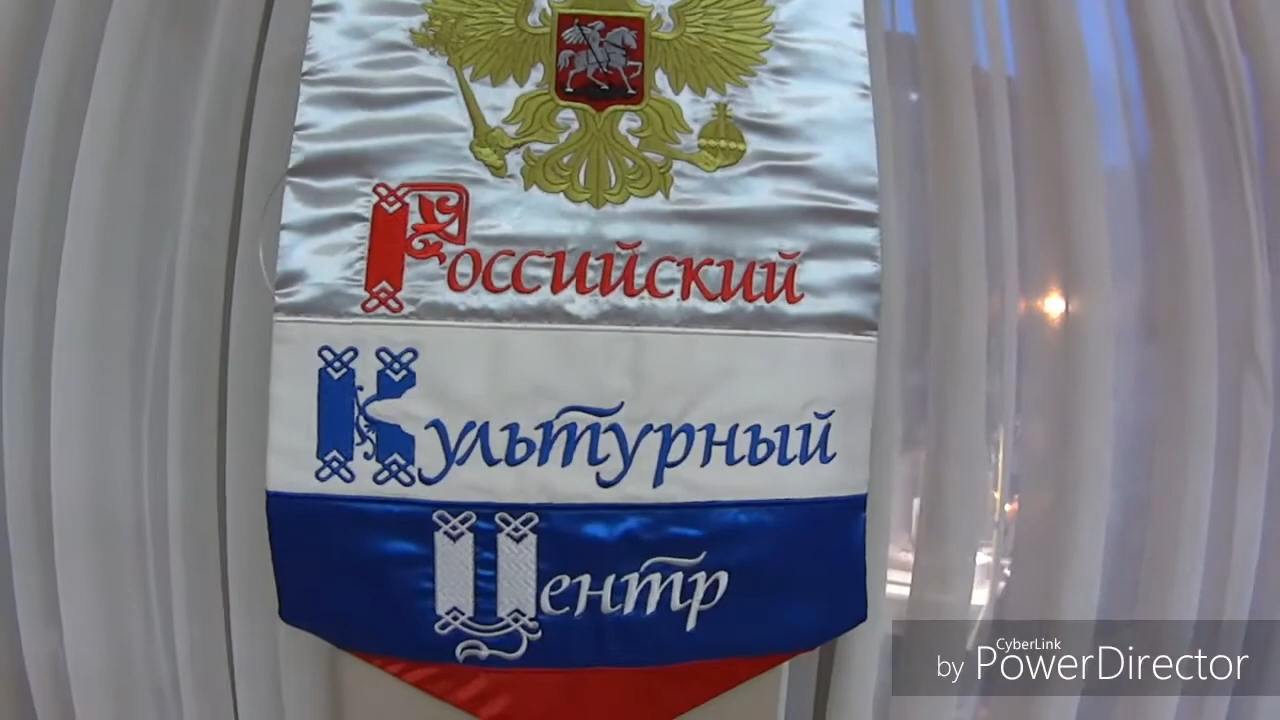 Российский
Культурный
Центр
CyberLink
by PowerDirector